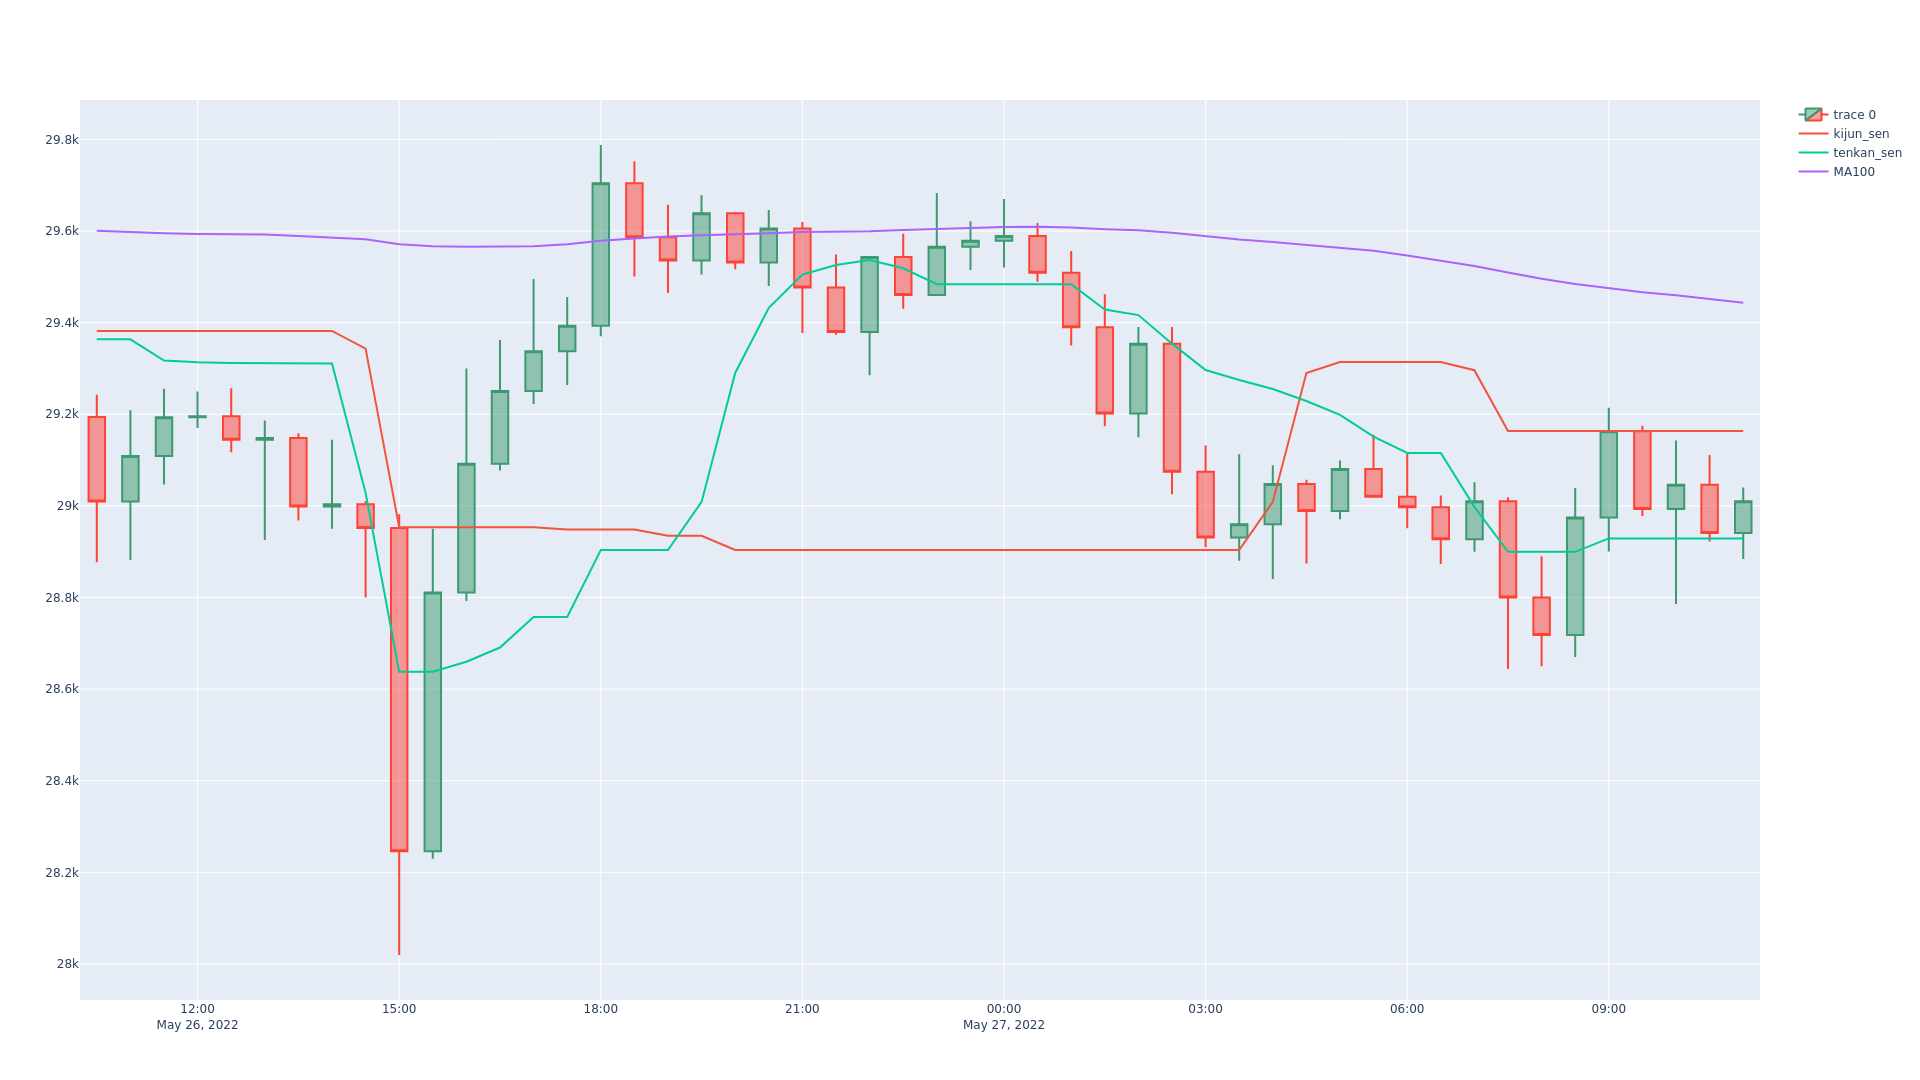 29.8k
29.6k
29.4k
29.2k
29k
28.8k
28.6k
28.4k
28.2k
28k
12:00
May 26, 2022
15:00
18:00
21:00
00:00
May 27, 2022
03:00
06:00
09:00
trace 0
kijun_sen
tenkan_sen
MA100